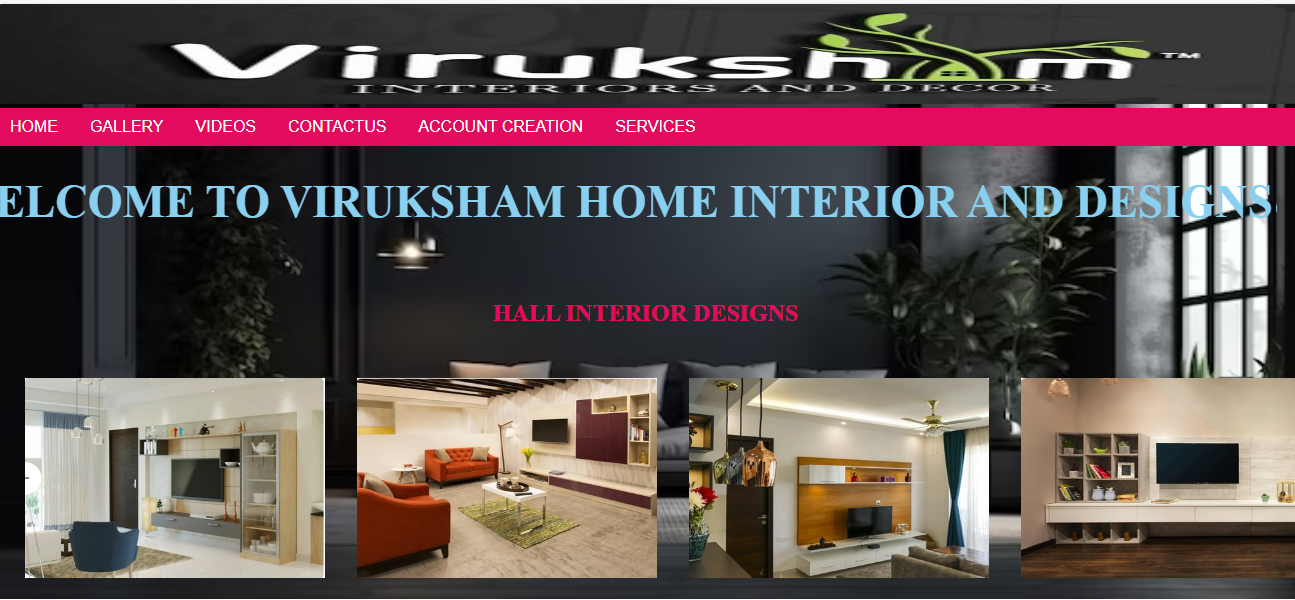 Viruksham™
INTERIORS AND DECOR
HOME GALLERY VIDEOS CONTACTUS ACCOUNT CREATION SERVICES
ELCOME TO VIRUKSHAM HOME INTERIOR AND DESIGNS
HALL INTERIOR DESIGNS